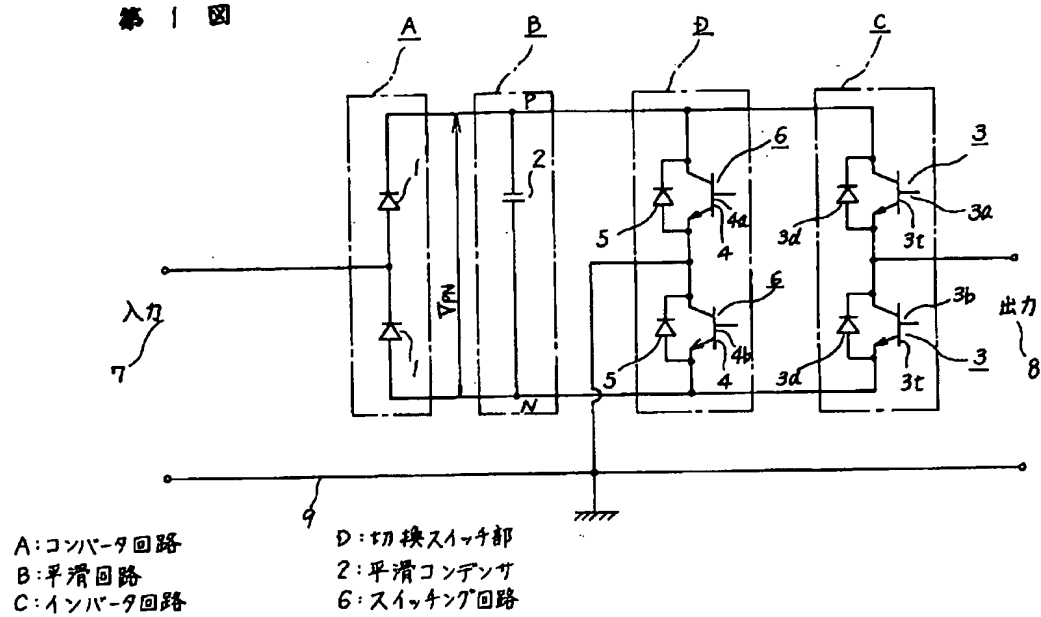 第 1 図
A B D C
P
1 2 6 3
4a 3a
5 4 3d 3t
入力 VPN 6 3b 出力
7 1 5 4b 3d 3 8
4 3t
N
9
A:コンバータ回路 D:切換スイッチ部
B:平滑回路 2:平滑コンデンサ
C:インバータ回路 6:スイッチング回路